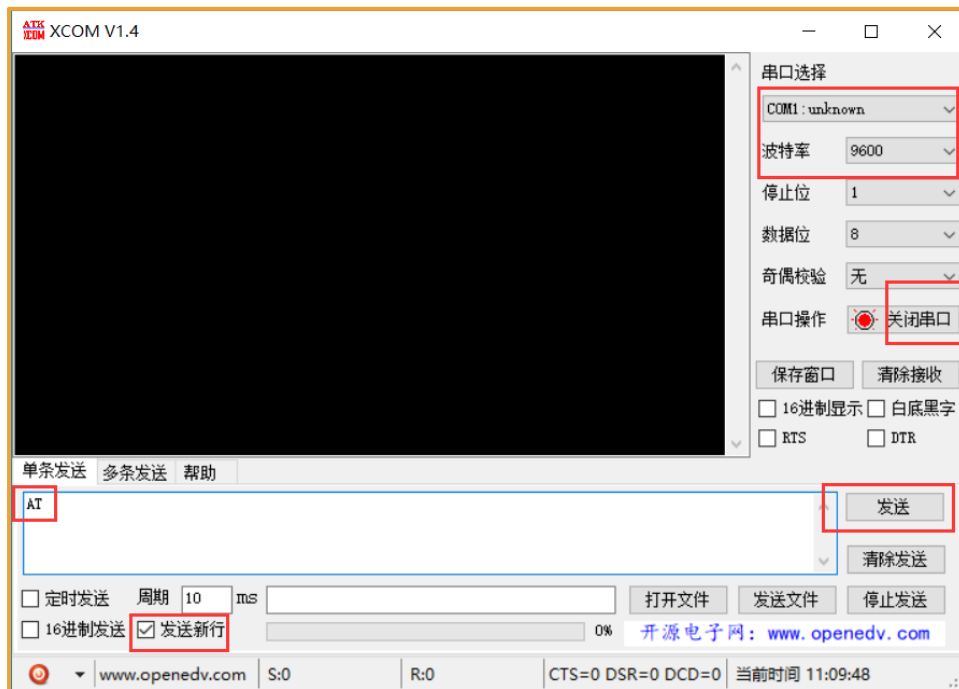 ATK XCOM XCOM V1.4
串口选择
COM1:unknown
波特率 9600
停止位 1
数据位 8
奇偶校验 无
串口操作 关闭串口
保存窗口 清除接收
16进制显示 白底黑字
RTS DTR
单条发送 多条发送 帮助
AT
发送
清除发送
定时发送 周期 10 ms 打开文件 发送文件 停止发送
16进制发送 发送新行 0% 开源电子网: www.openedv.com
www.openedv.com S:0 R:0 CTS=0 DSR=0 DCD=0 当前时间 11:09:48